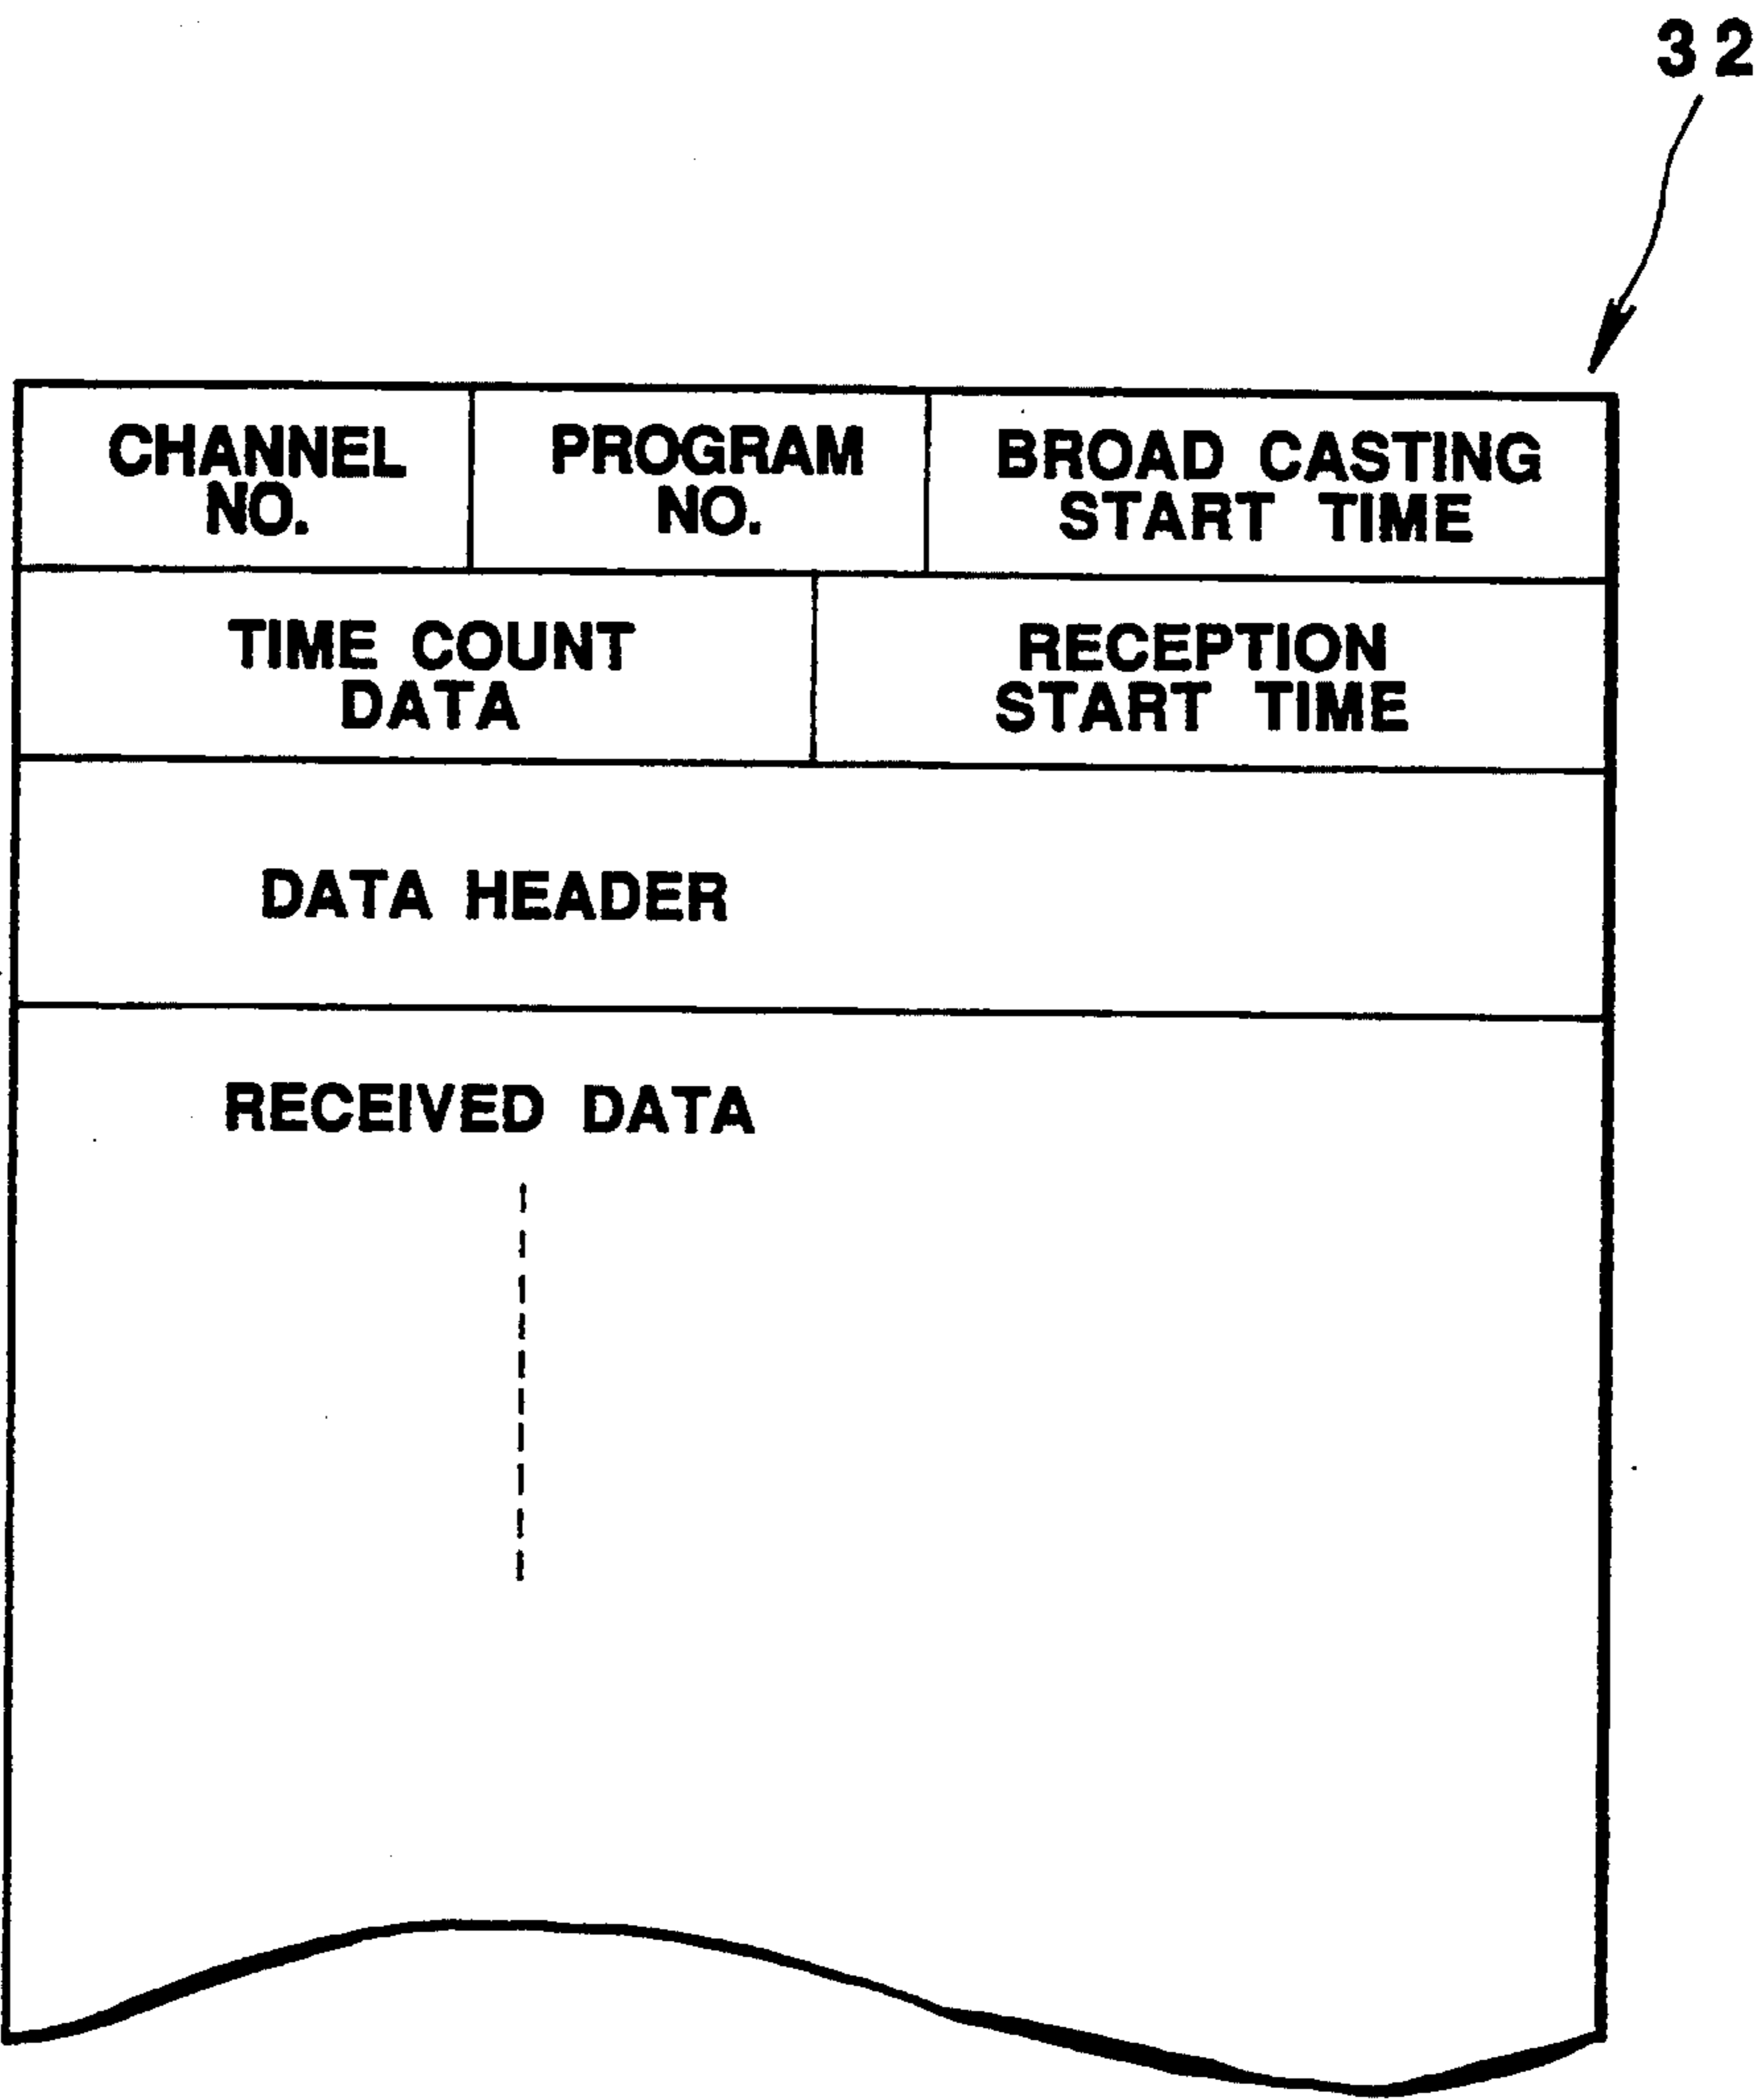 32
CHANNEL
NO.
PROGRAM
NO.
BROAD CASTING
START TIME
TIME COUNT
DATA
RECEPTION
START TIME
DATA HEADER
RECEIVED DATA